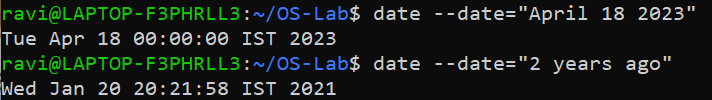 ravi@LAPTOP-F3PHRLL3:~/OS-Lab$ date --date="April 18 2023"
Tue Apr 18 00:00:00 IST 2023
ravi@LAPTOP-F3PHRLL3:~/OS-Lab$ date --date="2 years ago"
Wed Jan 20 20:21:58 IST 2021